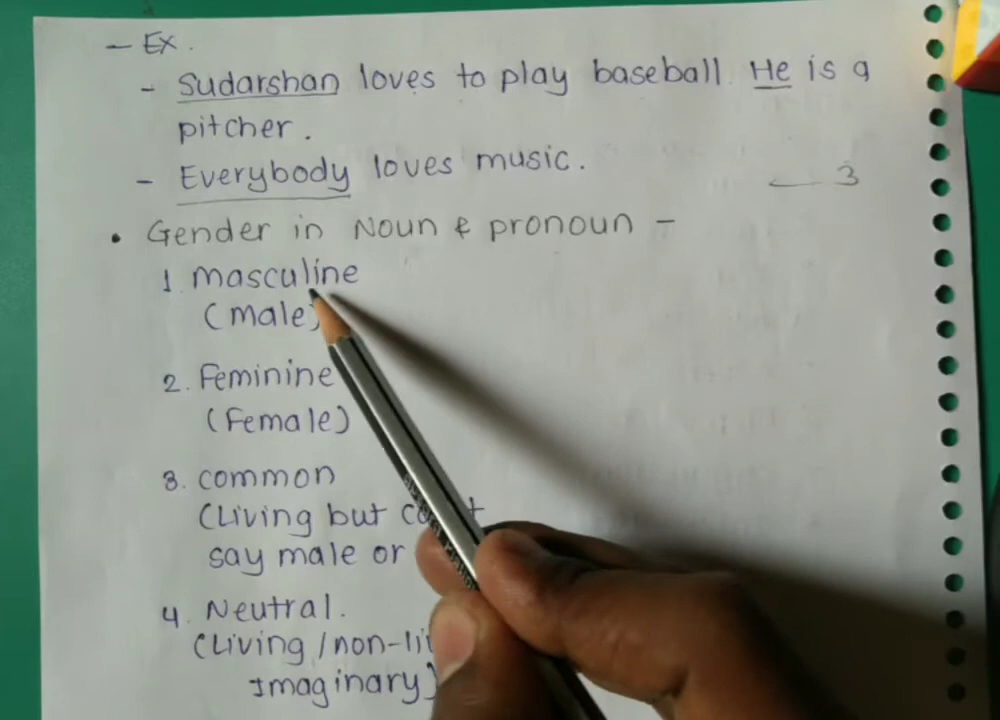 - Ex.
- Sudarshan loves to play baseball. He is a
pitcher.
- Everybody loves music.
3
• Gender in Noun & pronoun -
1 masculine
(male)
2. Feminine
(Female)
3. common
(Living but
say male or
4. Neutral.
(Living / non-li
Imaginary)